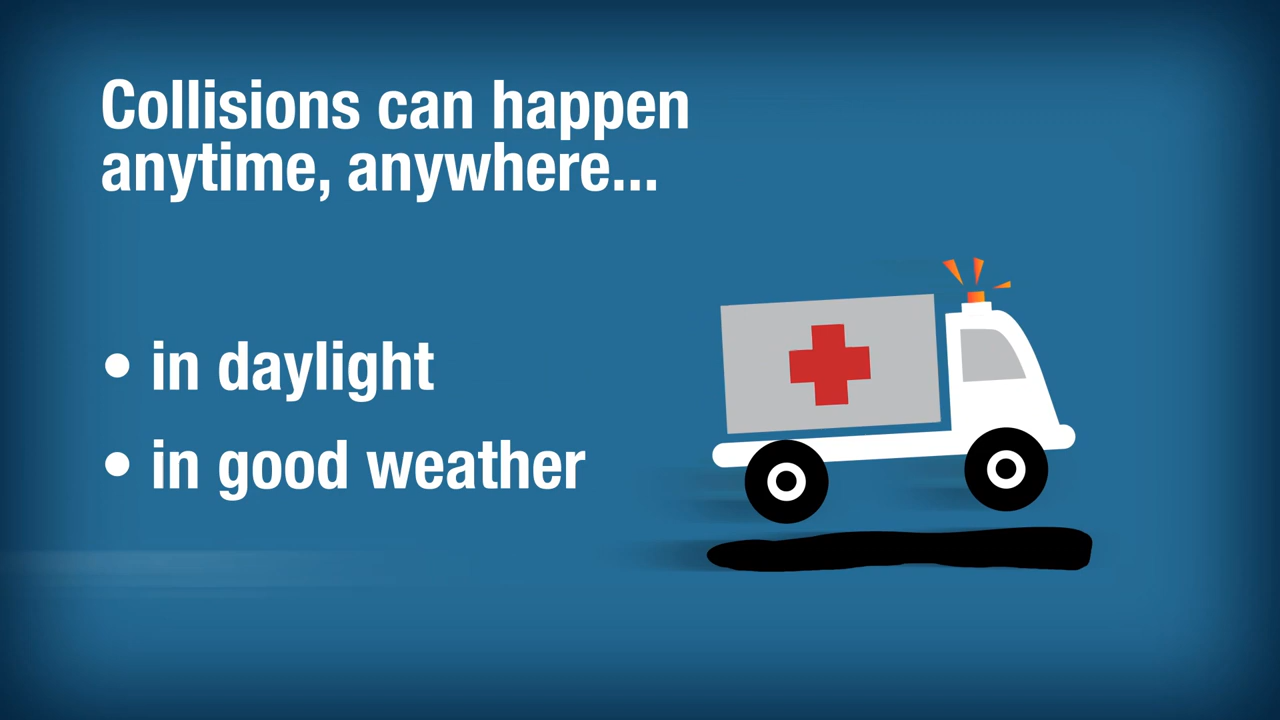 Collisions can happen
anytime, anywhere...
• in daylight
• in good weather